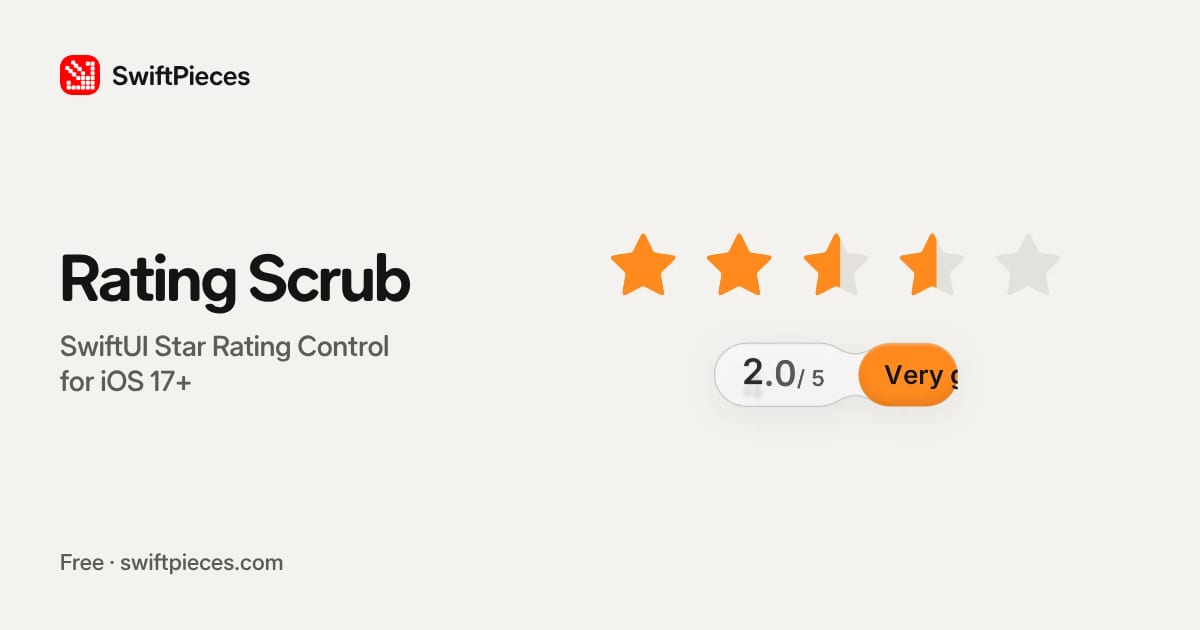 SwiftPieces
Rating Scrub
SwiftUI Star Rating Control
for iOS 17+
2.0 / 5
Very
Free · swiftpieces.com